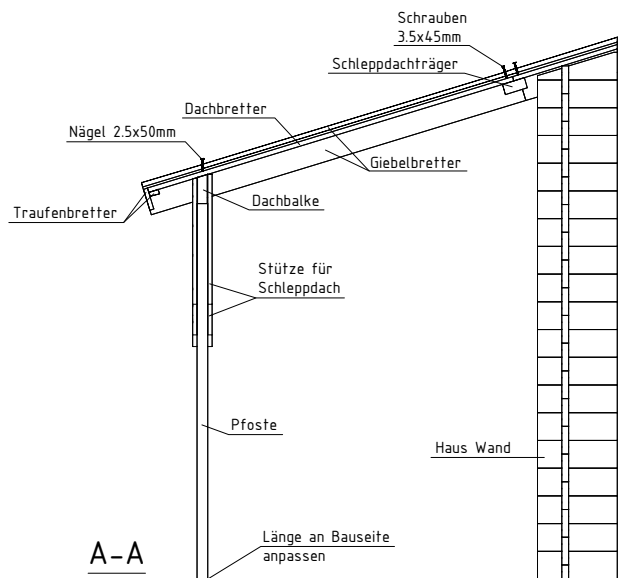 Schrauben
3.5x45mm
Schleppdachträger
Dachbretter
Nägel 2.5x50mm
Giebelbretter
Dachbalke
Traufenbretter
Stütze für
Schleppdach
Pfoste
Haus Wand
Länge an Bauseite
anpassen
A-A